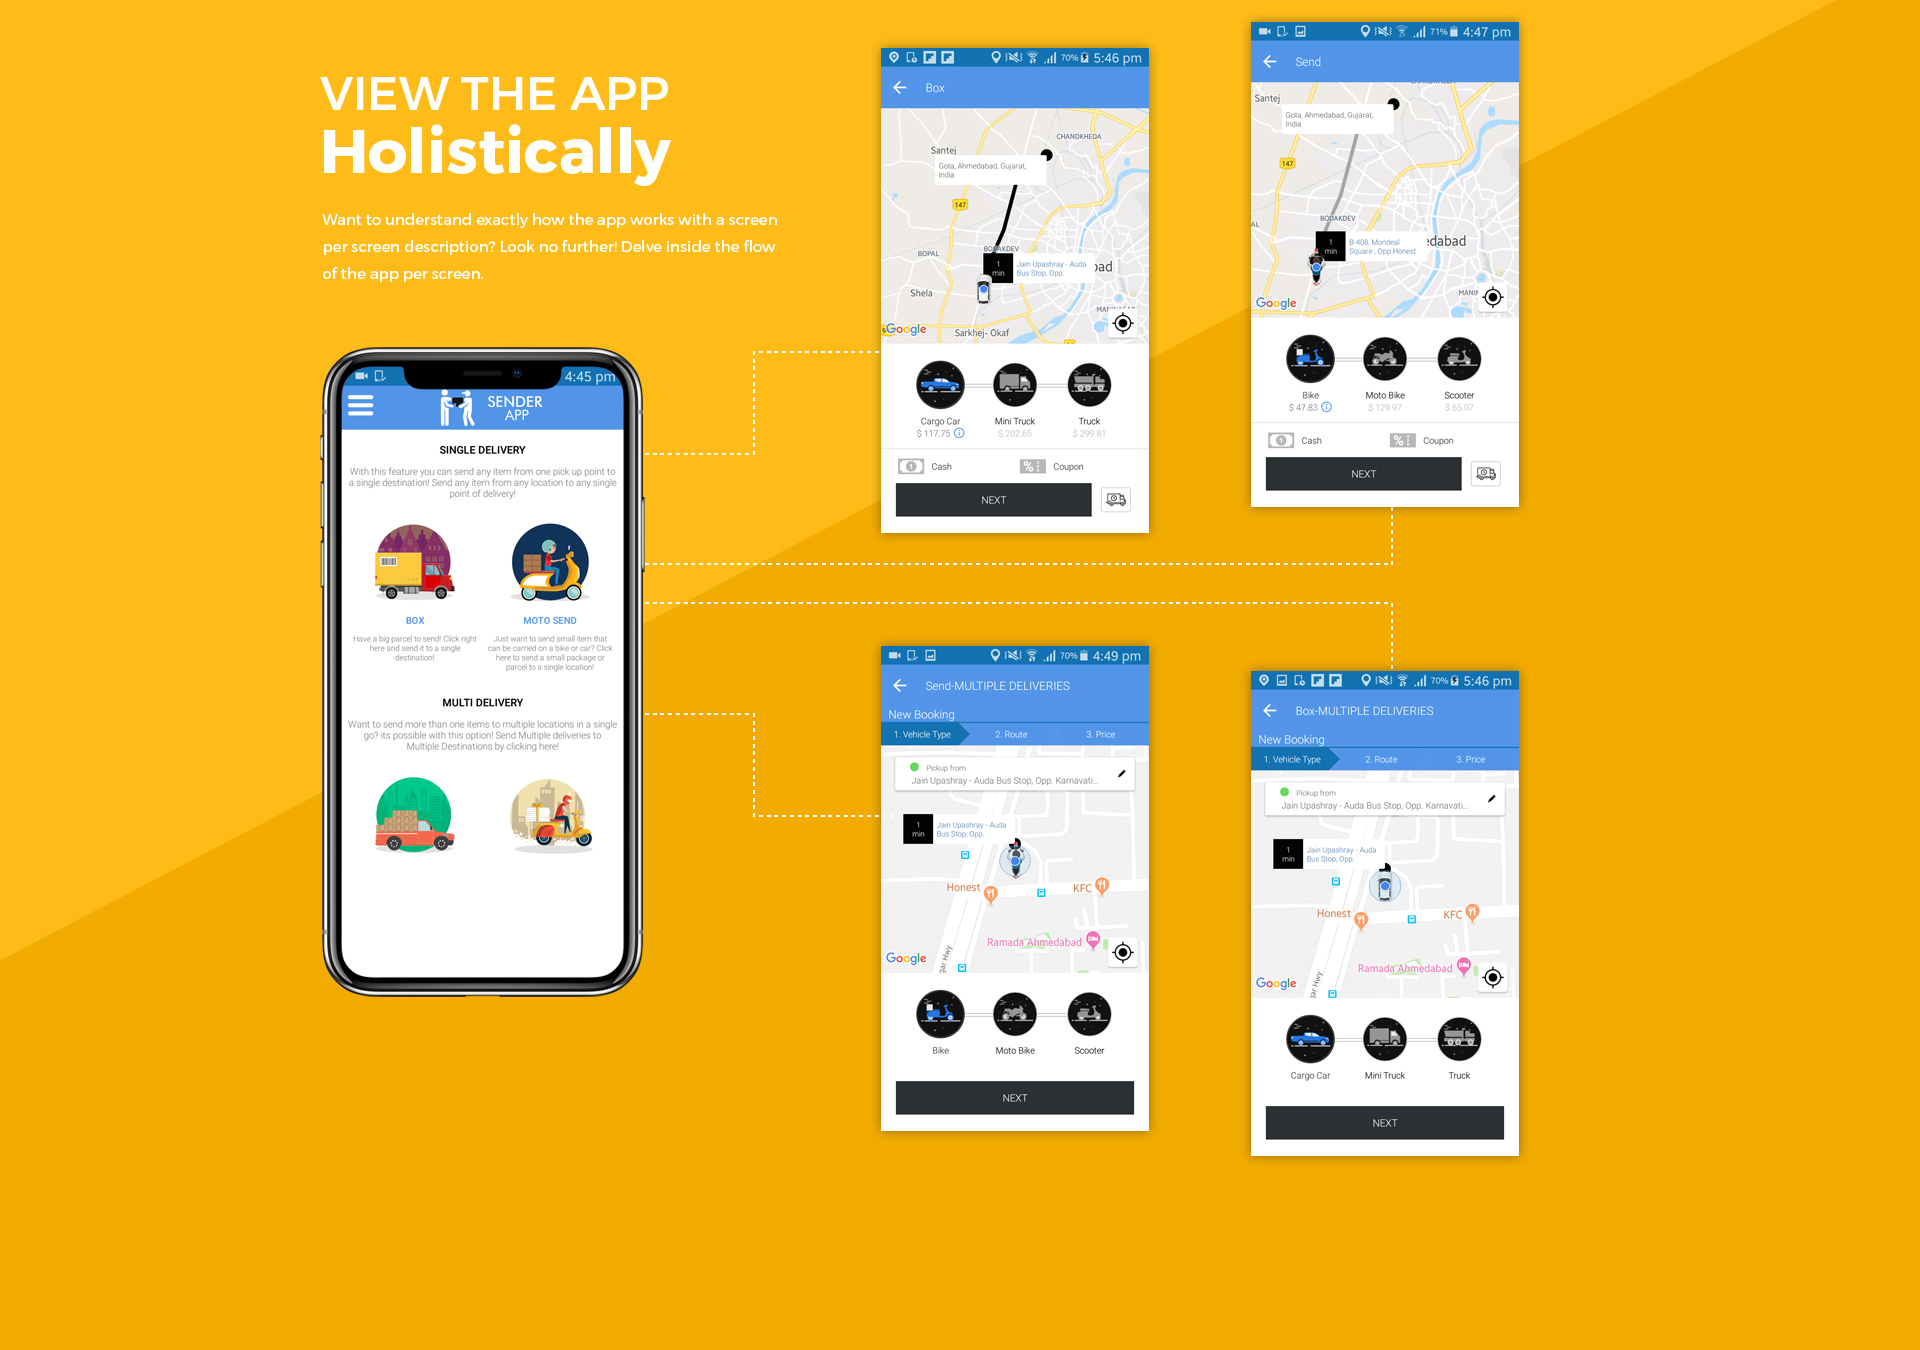 VIEW THE APP
Holistically
Want to understand exactly how the app works with a screen
per screen description? Look no further! Delve inside the flow
of the app per screen.
4:45 pm
SENDER
APP
SINGLE DELIVERY
With this feature you can send any item from one pick up point to
a single destination! Send any item from any location to any single
point of delivery!
BOX
Have a big parcel to send! Click right
here and send it to a single
destination!
MOTO SEND
Just want to send small item that
can be carried on a bike or car? Click
here to send a small package or
parcel to a single location!
MULTI DELIVERY
Want to send more than one items to multiple locations in a single
go? its possible with this option! Send Multiple deliveries to
Multiple Destinations by clicking here!
70% 5:46 pm
Box
CHANDKHEDA
Santej
Gota, Ahmedabad, Gujarat,
India
147
BODAKDEV
BOPAL
1
min
Jain Upashray - Auda
Bus Stop, Opp.
bad
Shela
Google
Sarkhej- Okaf
Cargo Car
$ 117.75
Mini Truck
$ 202.65
Truck
$ 299.81
Cash
Coupon
NEXT
71% 4:47 pm
Send
CHANDKHEDA
Santej
Gota, Ahmedabad, Gujarat,
India
147
BODAKDEV
AL
1
min
B-408, Mondeal
Square , Opp Honest
edabad
MANIN
Google
Bike
$ 47.83
Moto Bike
$ 129.97
Scooter
$ 65.07
Cash
Coupon
NEXT
70% 4:49 pm
Send-MULTIPLE DELIVERIES
New Booking
1. Vehicle Type
2. Route
3. Price
Pickup from
Jain Upashray - Auda Bus Stop, Opp. Karnavati...
1
min
Jain Upashray - Auda
Bus Stop, Opp.
Honest
KFC
Ramada Ahmedabad
Google
gar Hwy
Bike
Moto Bike
Scooter
NEXT
70% 5:46 pm
Box-MULTIPLE DELIVERIES
New Booking
1. Vehicle Type
2. Route
3. Price
Pickup from
Jain Upashray - Auda Bus Stop, Opp. Karnavati...
1
min
Jain Upashray - Auda
Bus Stop, Opp.
Honest
KFC
Ramada Ahmedabad
Google
ar Hwy
Cargo Car
Mini Truck
Truck
NEXT